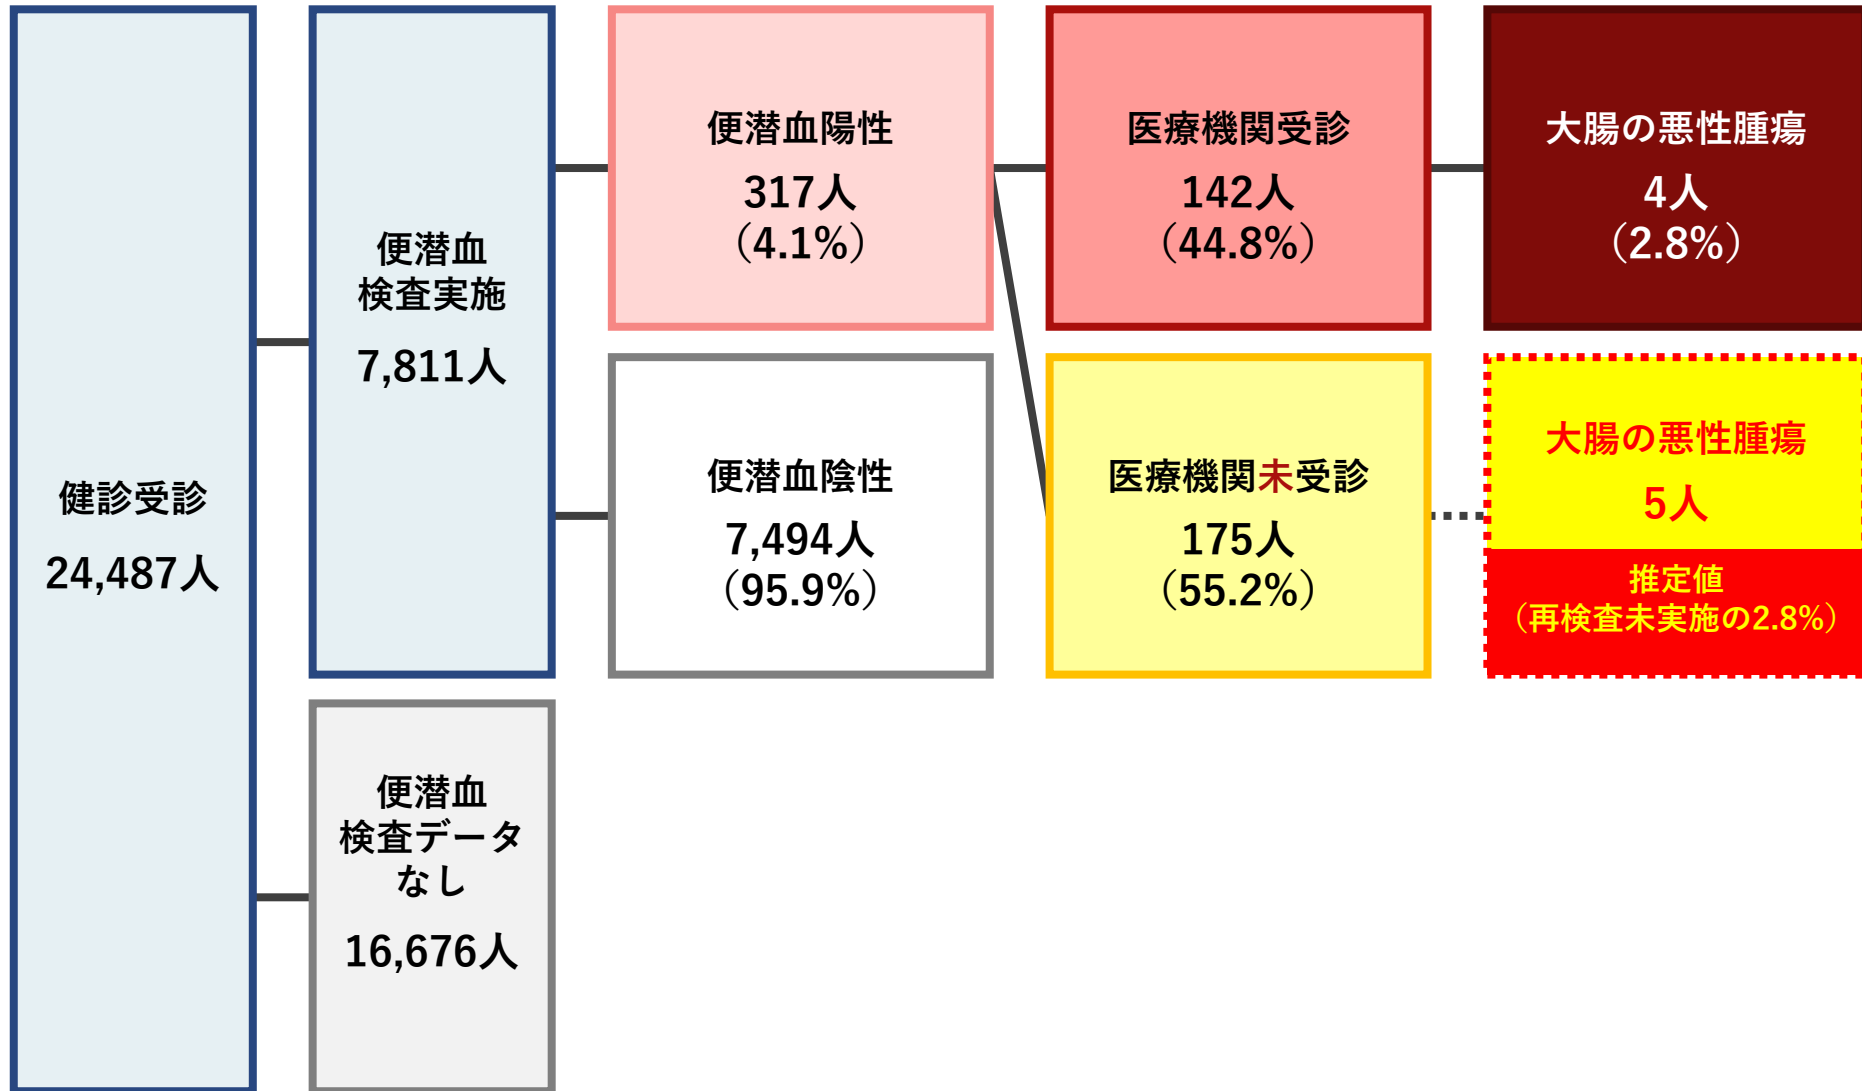 健診受診
24,487人
便潜血
検査実施
7,811人
便潜血
検査データ
なし
16,676人
便潜血陽性
317人
（4.1%）
便潜血陰性
7,494人
（95.9%）
医療機関受診
142人
（44.8%）
医療機関未受診
175人
（55.2%）
大腸の悪性腫瘍
4人
（2.8%）
大腸の悪性腫瘍
5人
推定値
（再検査未実施の2.8%）